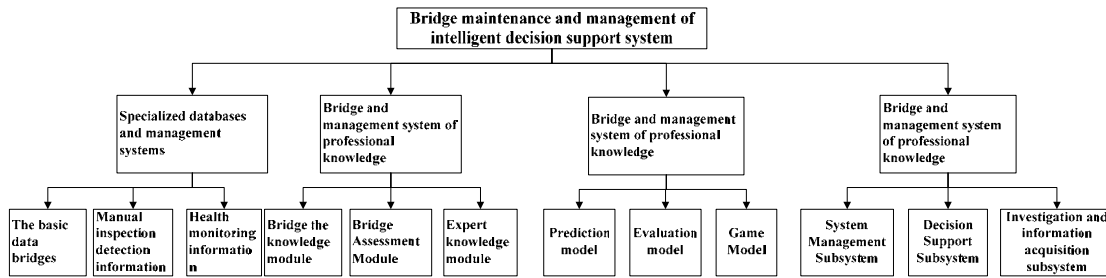 Bridge maintenance and management of
intelligent decision support system
Specialized databases
and management
systems
Bridge and
management system of
professional knowledge
Bridge and management
system of professional
knowledge
Bridge and
management system
of professional
knowledge
The basic
data
bridges
Manual
inspection
detection
information
Health
monitoring
informatio
n
Bridge the
knowledge
module
Bridge
Assessment
Module
Expert
knowledge
module
Prediction
model
Evaluation
model
Game
Model
System
Management
Subsystem
Decision
Support
Subsystem
Investigation and
information
acquisition
subsystem